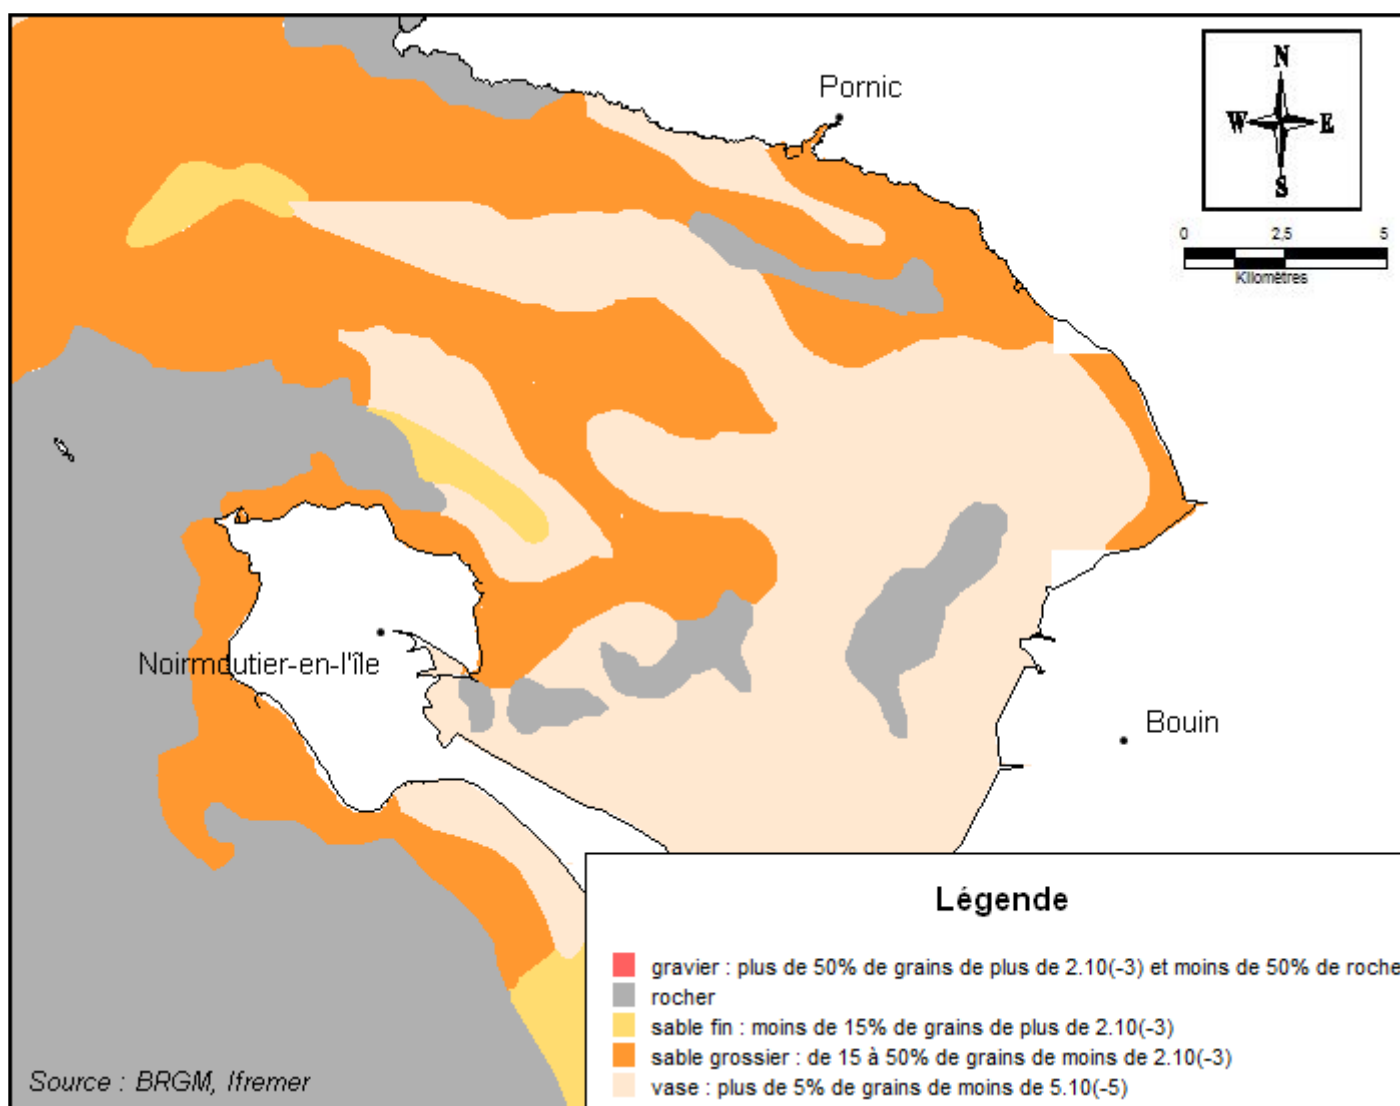 N
W E
S
Pornic
0 2,5 5
Kilomètres
Noirmoutier-en-l'île
Bouin
Légende
gravier : plus de 50% de grains de plus de 2.10(-3) et moins de 50% de roche
rocher
sable fin : moins de 15% de grains de plus de 2.10(-3)
sable grossier : de 15 à 50% de grains de moins de 2.10(-3)
vase : plus de 5% de grains de moins de 5.10(-5)
Source : BRGM, Ifremer